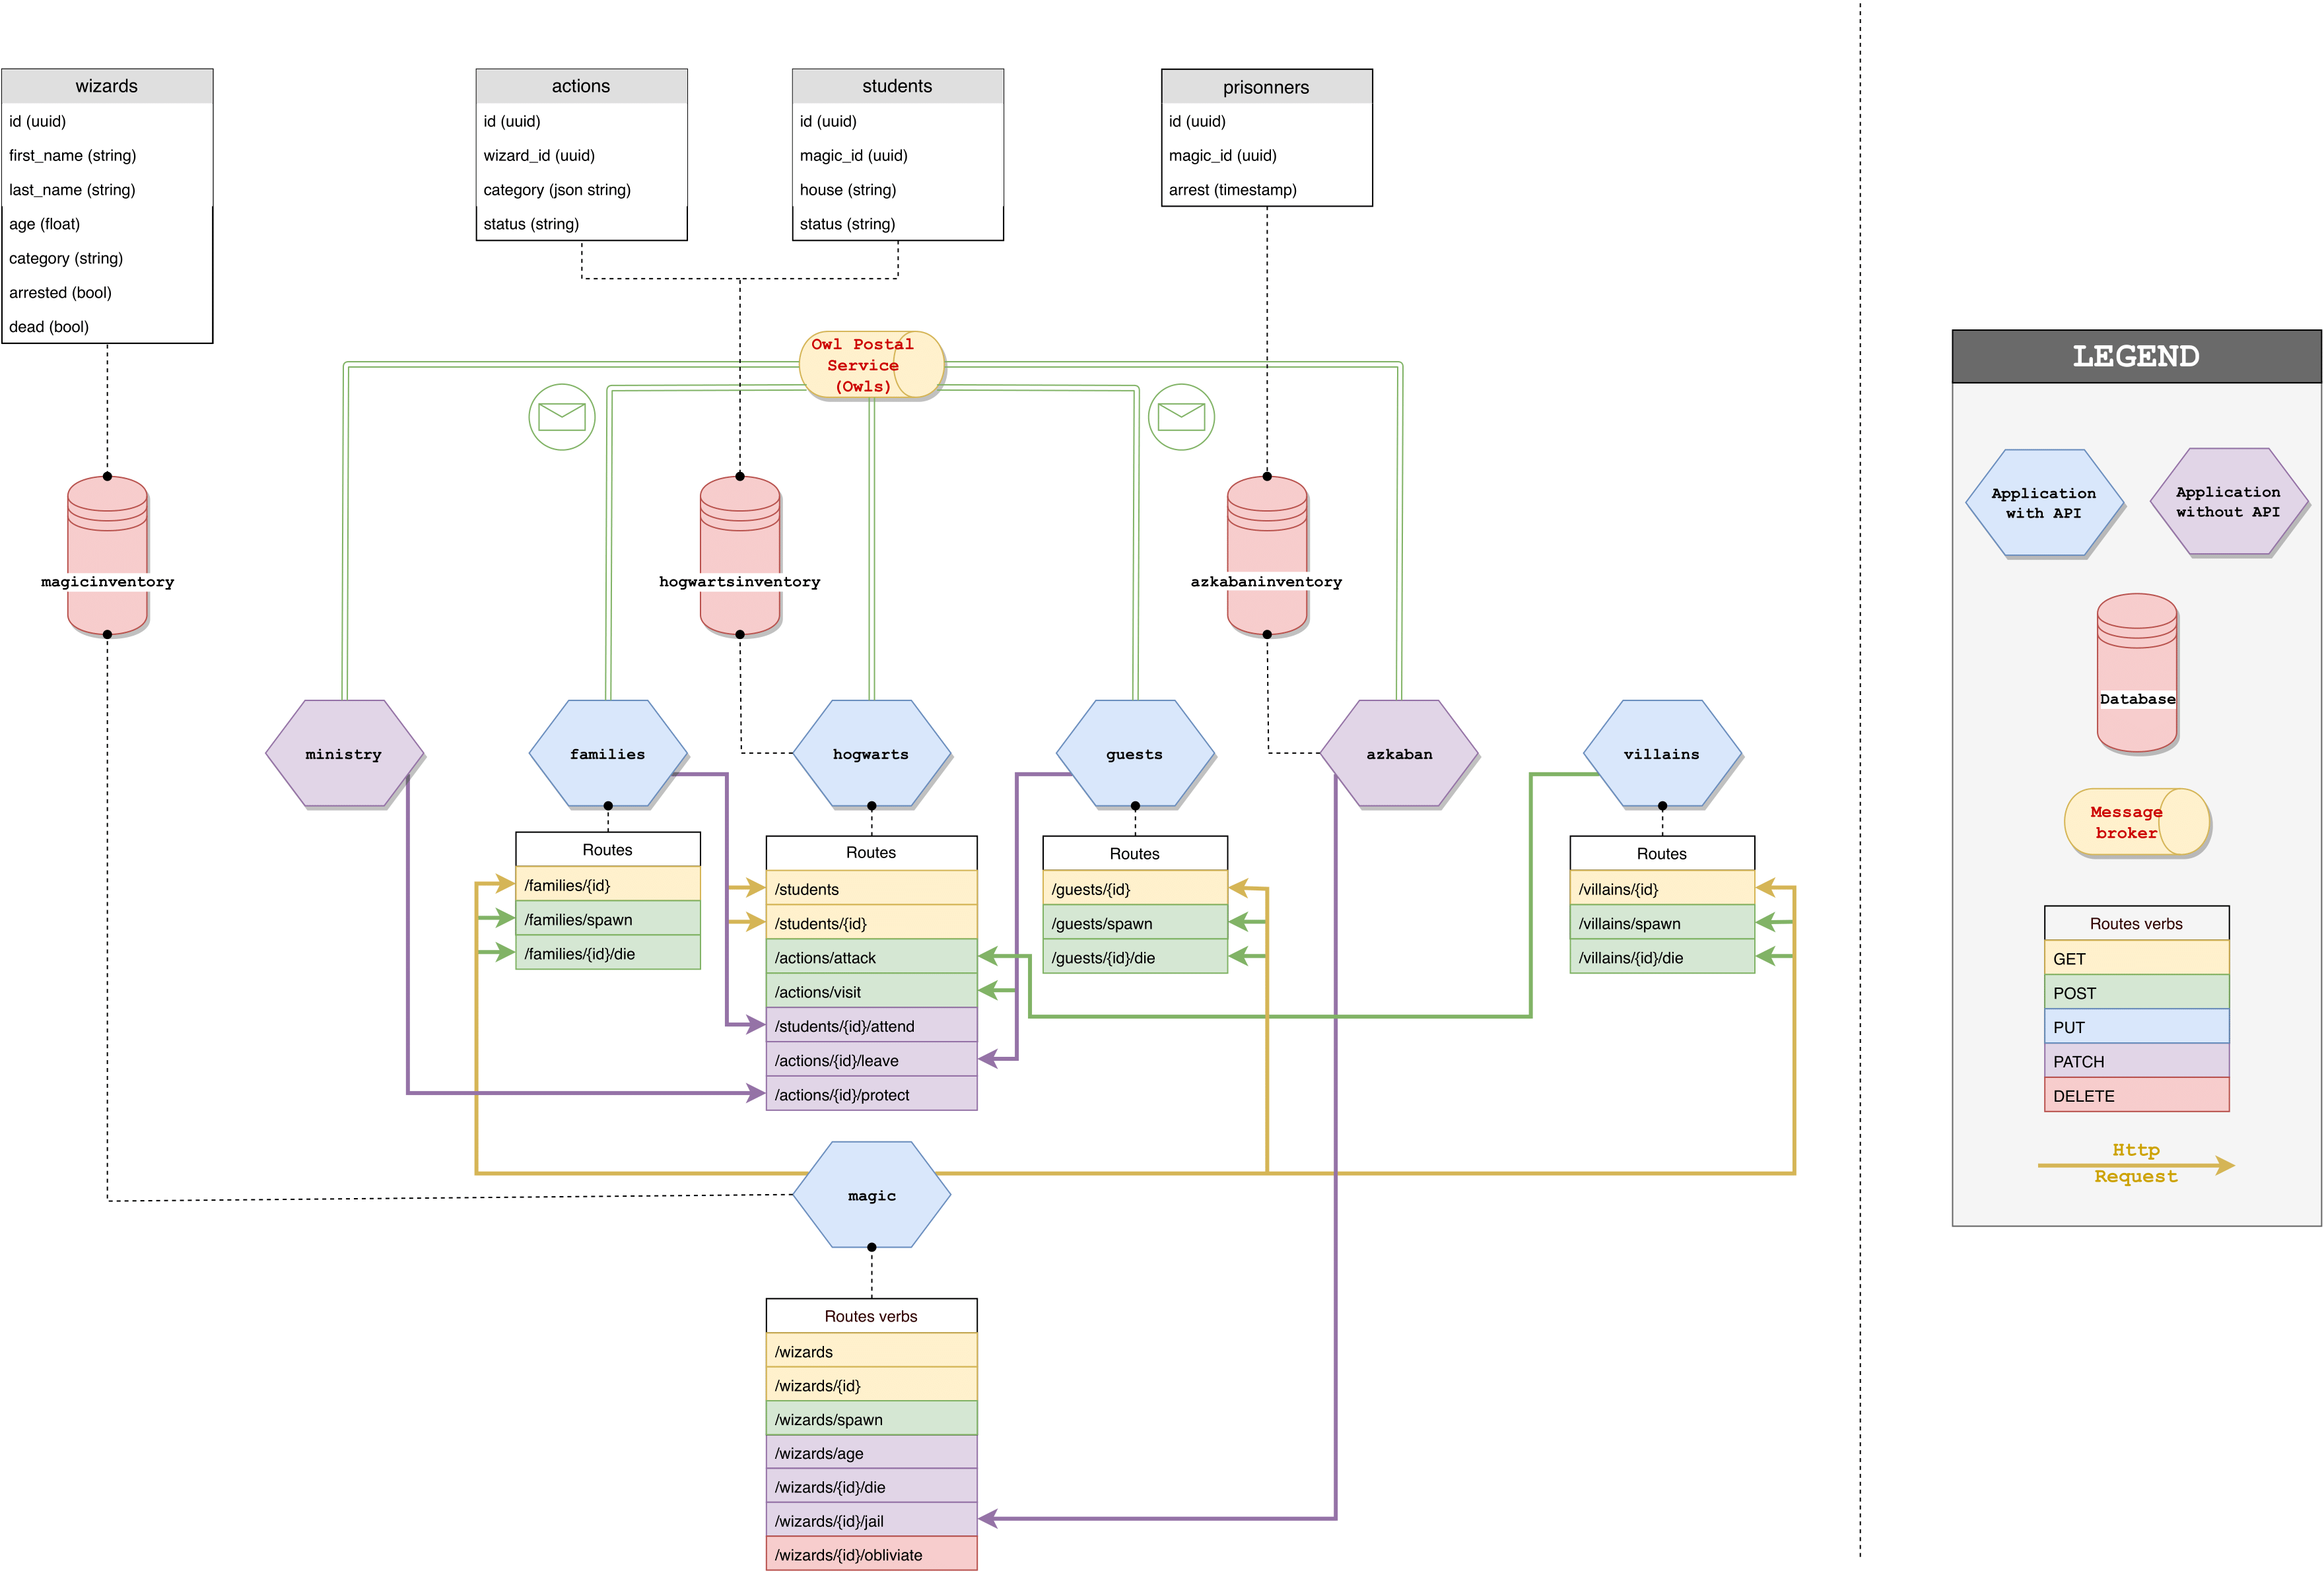 wizards
id (uuid)
first_name (string)
last_name (string)
age (float)
category (string)
arrested (bool)
dead (bool)
actions
id (uuid)
wizard_id (uuid)
category (json string)
status (string)
students
id (uuid)
magic_id (uuid)
house (string)
status (string)
prisonners
id (uuid)
magic_id (uuid)
arrest (timestamp)
Owl Postal
Service
(Owls)
magicinventory
hogwartsinventory
azkabaninventory
ministry
families
hogwarts
guests
azkaban
villains
Routes
/families/{id}
/families/spawn
/families/{id}/die
Routes
/students
/students/{id}
/actions/attack
/actions/visit
/students/{id}/attend
/actions/{id}/leave
/actions/{id}/protect
Routes
/guests/{id}
/guests/spawn
/guests/{id}/die
Routes
/villains/{id}
/villains/spawn
/villains/{id}/die
magic
Routes verbs
/wizards
/wizards/{id}
/wizards/spawn
/wizards/age
/wizards/{id}/die
/wizards/{id}/jail
/wizards/{id}/obliviate
LEGEND
Application
with API
Application
without API
Database
Message
broker
Routes verbs
GET
POST
PUT
PATCH
DELETE
Http
Request